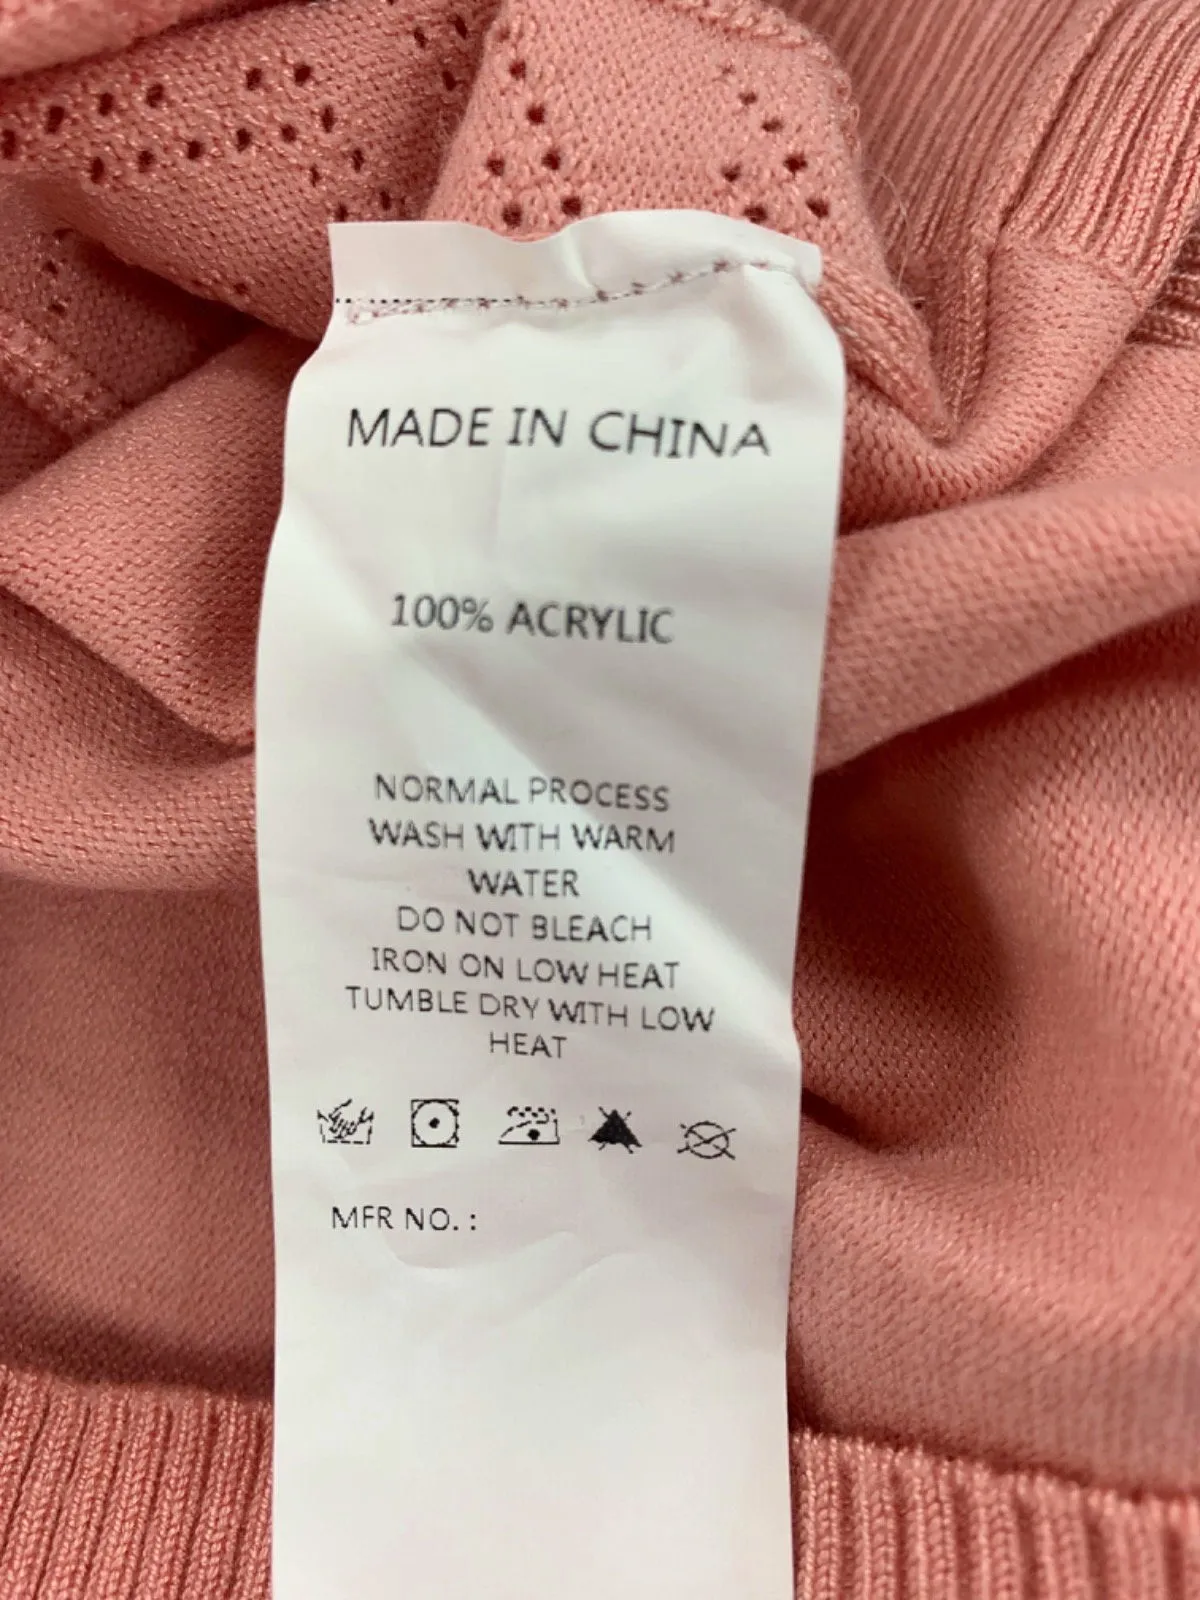 MADE IN CHINA
100% ACRYLIC
NORMAL PROCESS
WASH WITH WARM
WATER
DO NOT BLEACH
IRON ON LOW HEAT
TUMBLE DRY WITH LOW
HEAT
MFR NO. :